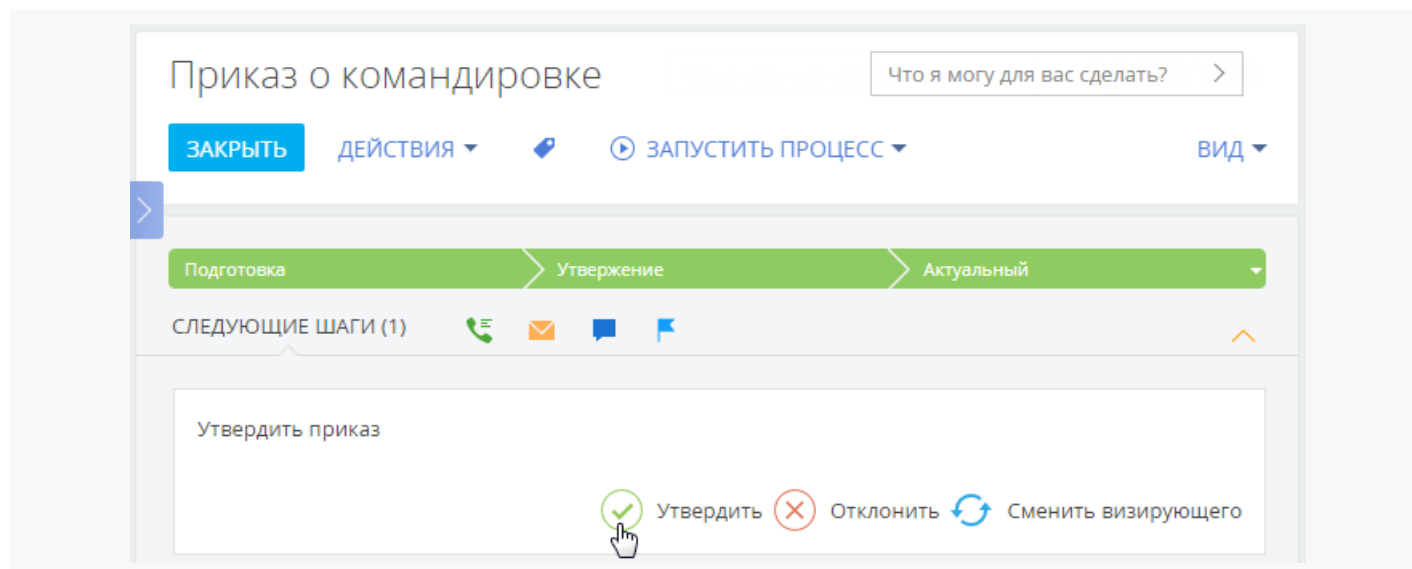 Приказ о командировке
Что я могу для вас сделать?
ЗАКРЫТЬ ДЕЙСТВИЯ ЗАПУСТИТЬ ПРОЦЕСС ВИД
Подготовка Утвержение Актуальный
СЛЕДУЮЩИЕ ШАГИ (1)
Утвердить приказ
Утвердить Отклонить Сменить визирующего